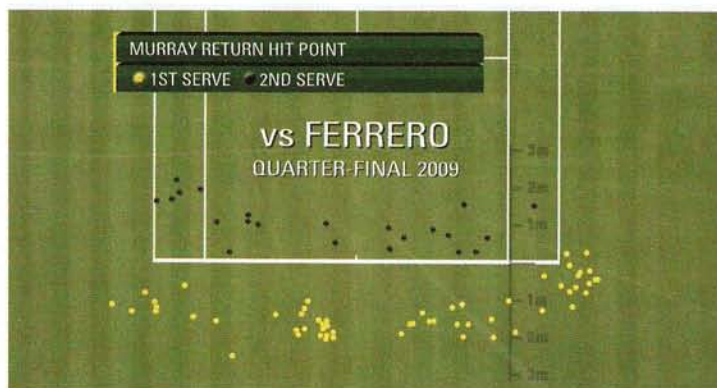 MURRAY RETURN HIT POINT
1ST SERVE 2ND SERVE
vs FERRERO
QUARTER-FINAL 2009
3m
2m
1m
1m
2m
3m